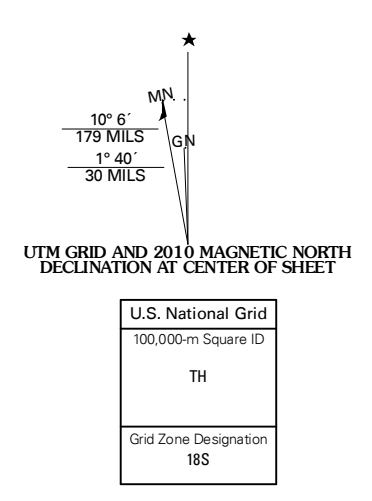 ★
MN
10° 6´
179 MILS
GN
1° 40´
30 MILS
UTM GRID AND 2010 MAGNETIC NORTH
DECLINATION AT CENTER OF SHEET
U.S. National Grid
100,000-m Square ID
TH
Grid Zone Designation
18S